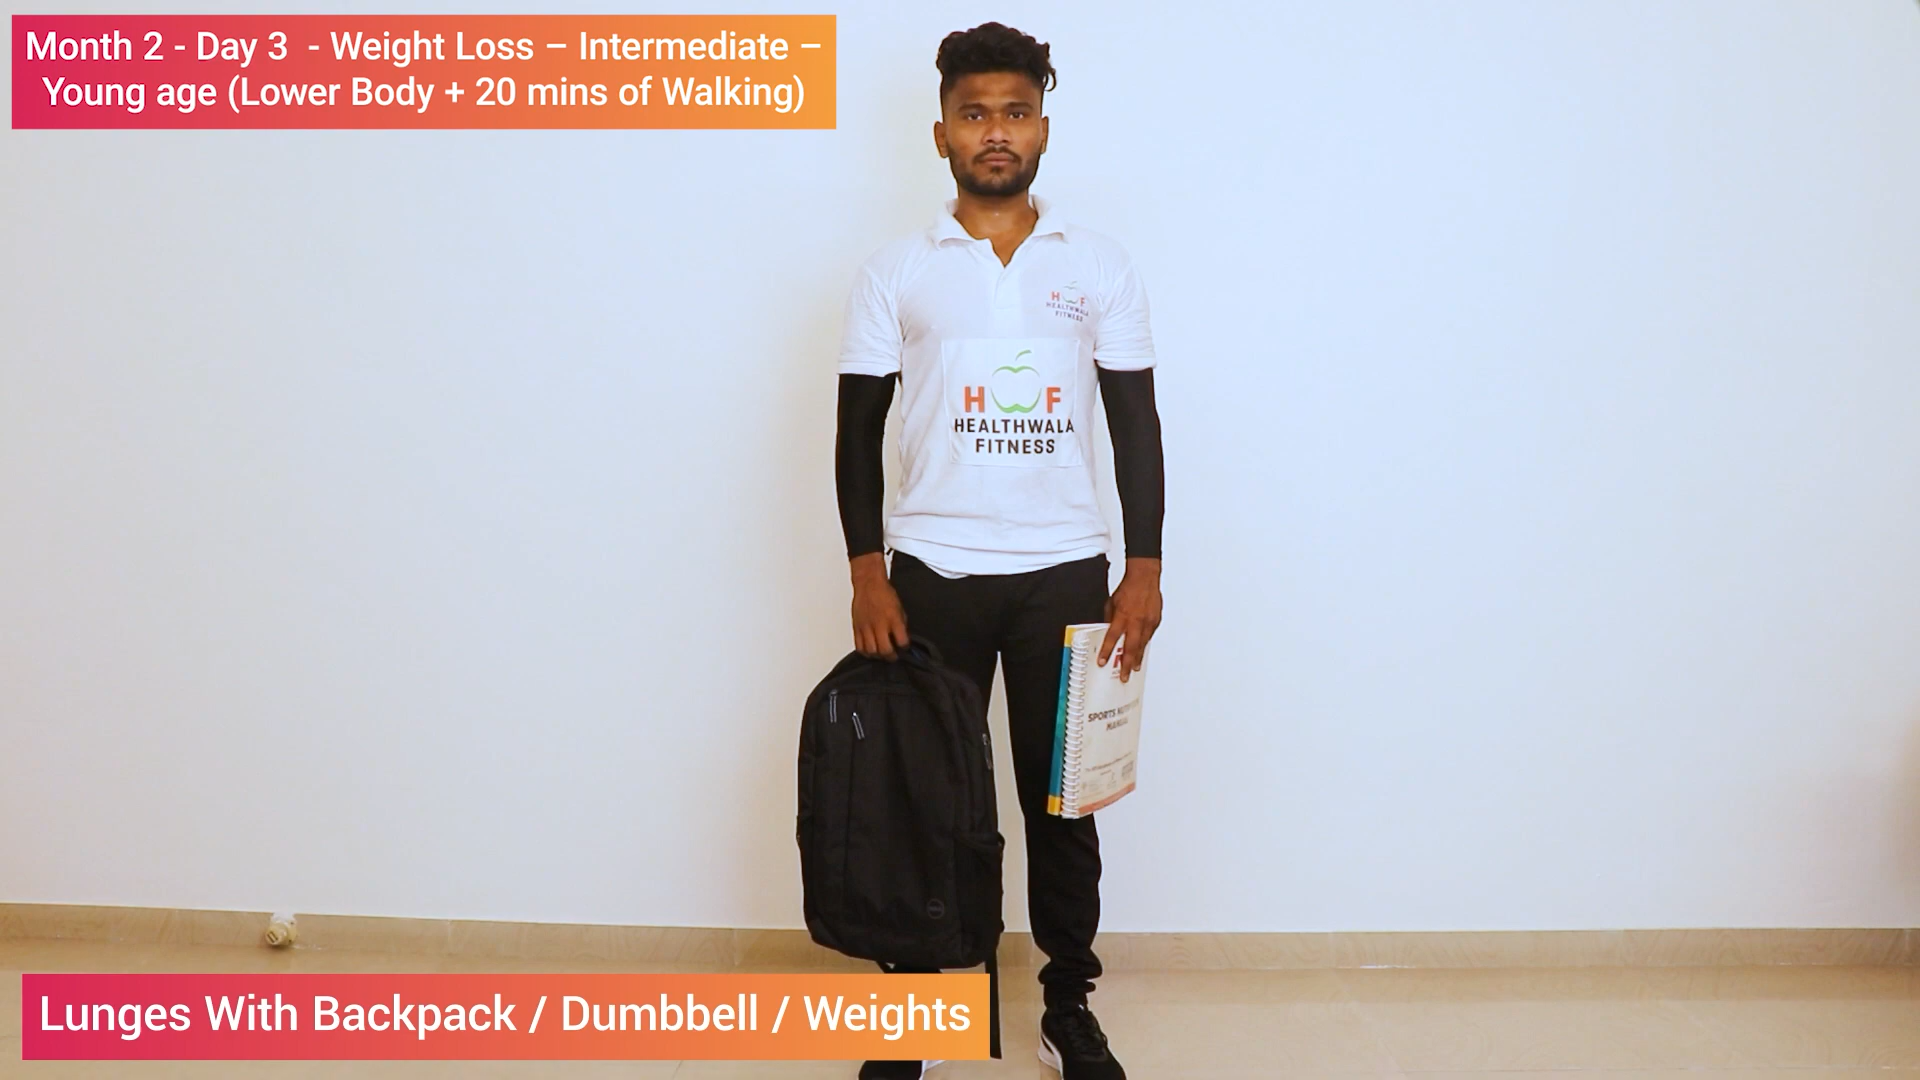 Month 2 - Day 3 - Weight Loss – Intermediate –
Young age (Lower Body + 20 mins of Walking)
H F
HEALTHWALA
FITNESS
H F
HEALTHWALA
FITNESS
SPORTS
MANUAL
Lunges With Backpack / Dumbbell / Weights